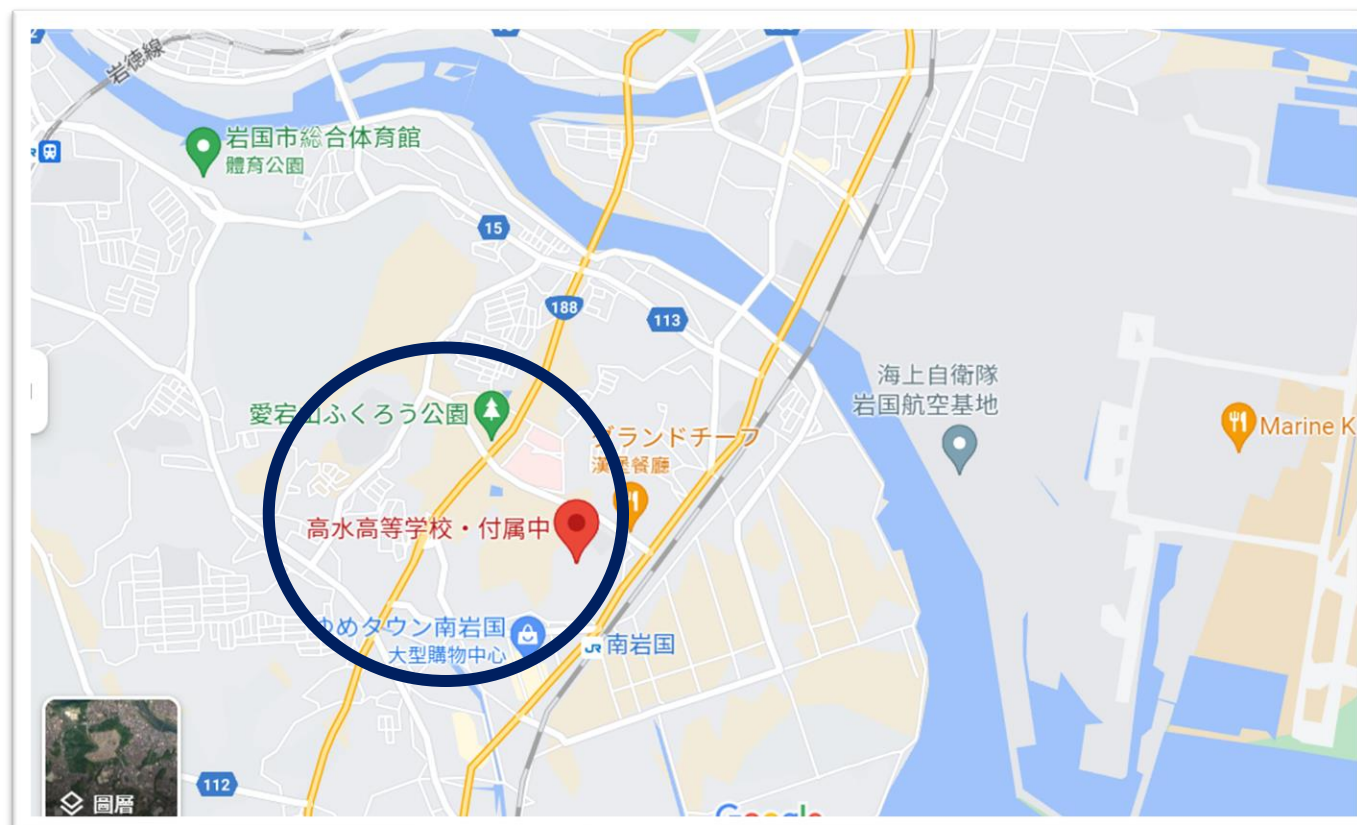 岩徳線
岩国市総合体育館
體育公園
15
188
113
海上自衛隊
岩国航空基地
愛宕山ふくろう公園
グランドチーフ
漢堡餐廳
Marine K
高水高等学校・付属中
ゆめタウン南岩国
大型購物中心
JR 南岩国
112
圖層
Google